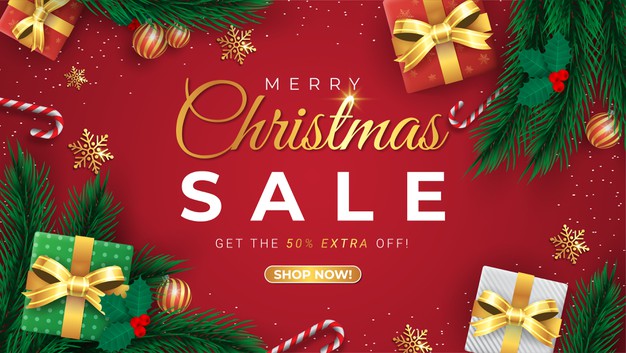 MERRY
Christmas
SALE
GET THE 50% EXTRA OFF!
SHOP NOW!